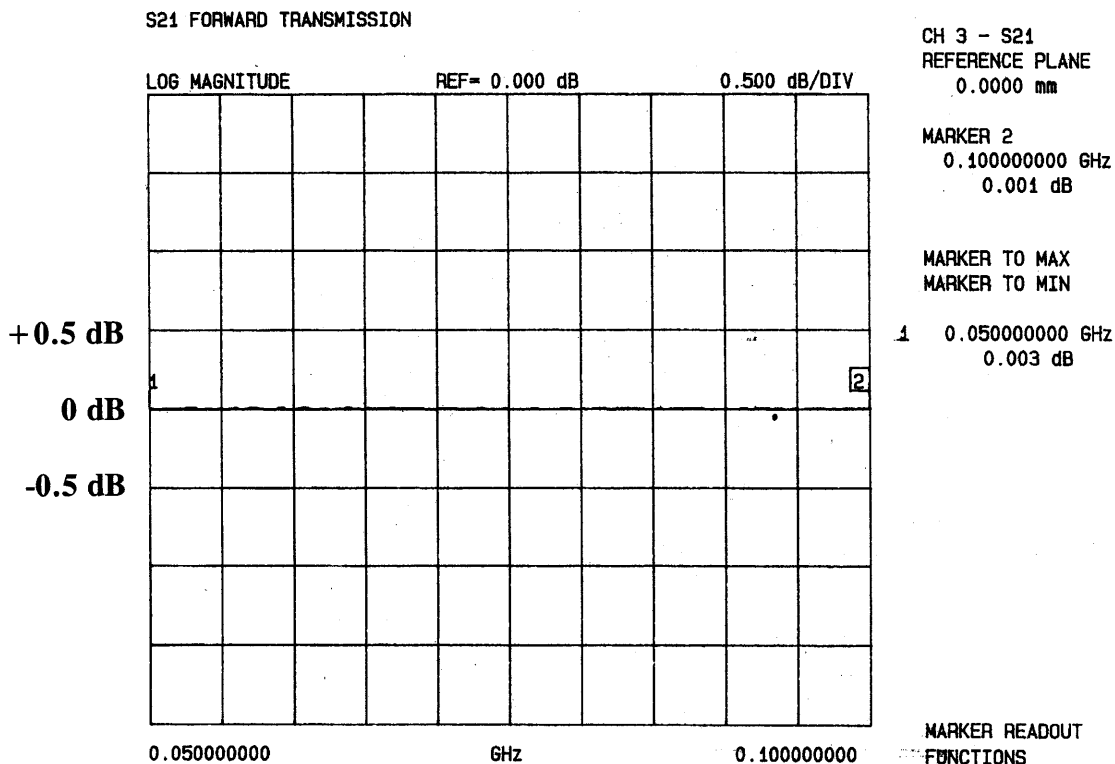 S21 FORWARD TRANSMISSION
LOG MAGNITUDE REF= 0.000 dB 0.500 dB/DIV
+0.5 dB
0 dB
-0.5 dB
1
2
0.050000000 GHz 0.100000000
CH 3 - S21
REFERENCE PLANE
0.0000 mm
MARKER 2
0.100000000 GHz
0.001 dB
MARKER TO MAX
MARKER TO MIN
1 0.050000000 GHz
0.003 dB
MARKER READOUT
FUNCTIONS